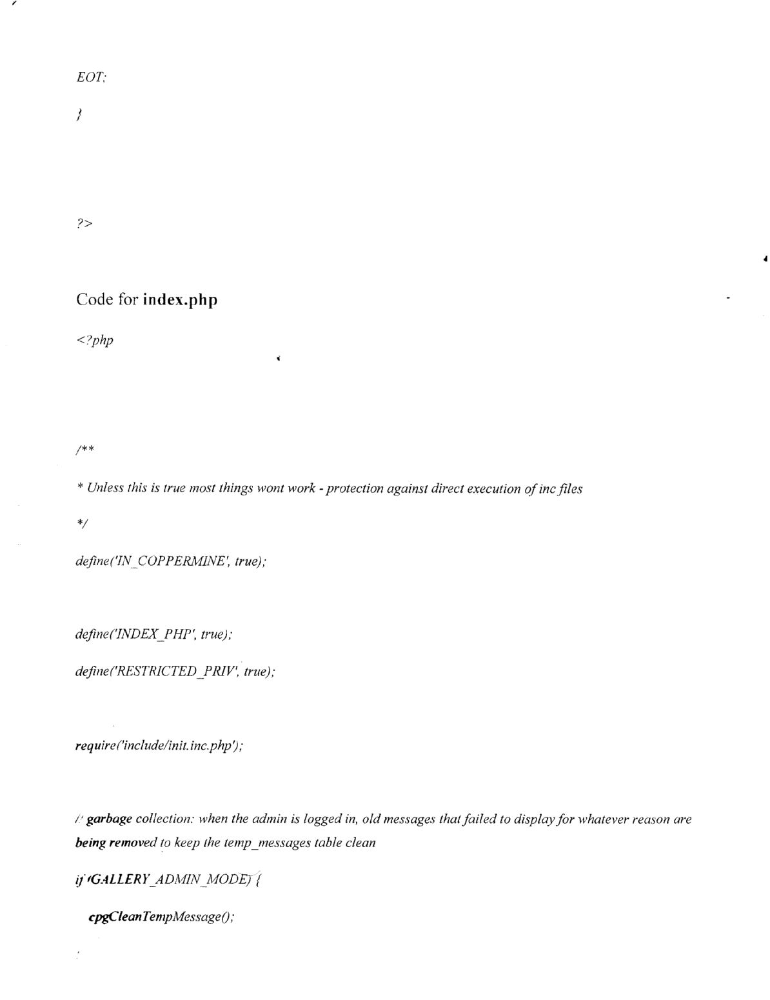 EOT;
}
?>
Code for index.php
<?php
/**
* Unless this is true most things wont work - protection against direct execution of inc files
*/
define('IN_COPPERMINE', true);
define('INDEX_PHP', true);
define('RESTRICTED_PRIV', true);
require('include/init.inc.php');
// garbage collection: when the admin is logged in, old messages that failed to display for whatever reason are
being removed to keep the temp_messages table clean
if (GALLERY_ADMIN_MODE) {
cpgCleanTempMessage();